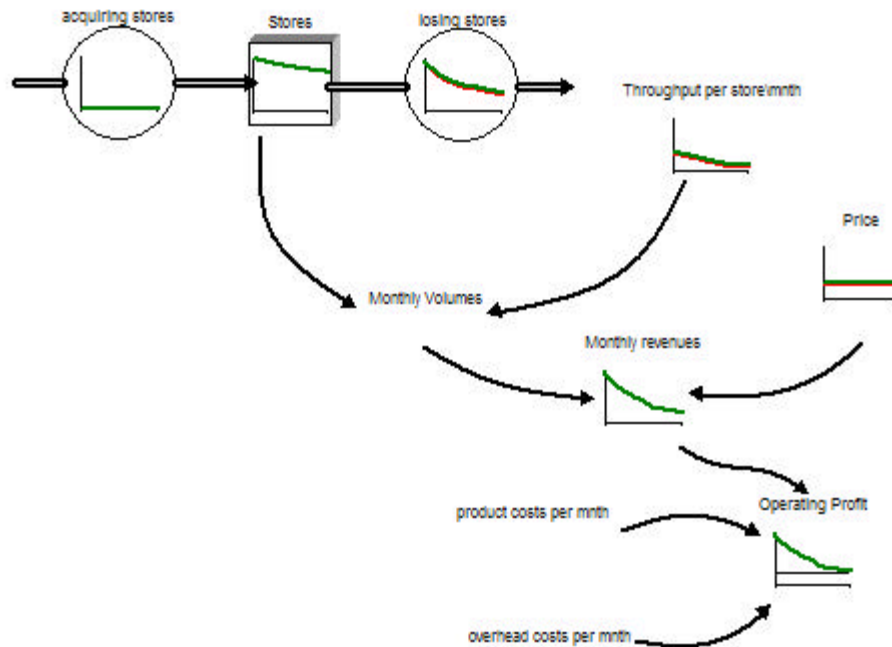 acquiring stores
Stores
losing stores
Throughput per store\mnth
Price
Monthly Volumes
Monthly revenues
Operating Profit
product costs per mnth
overhead costs per mnth